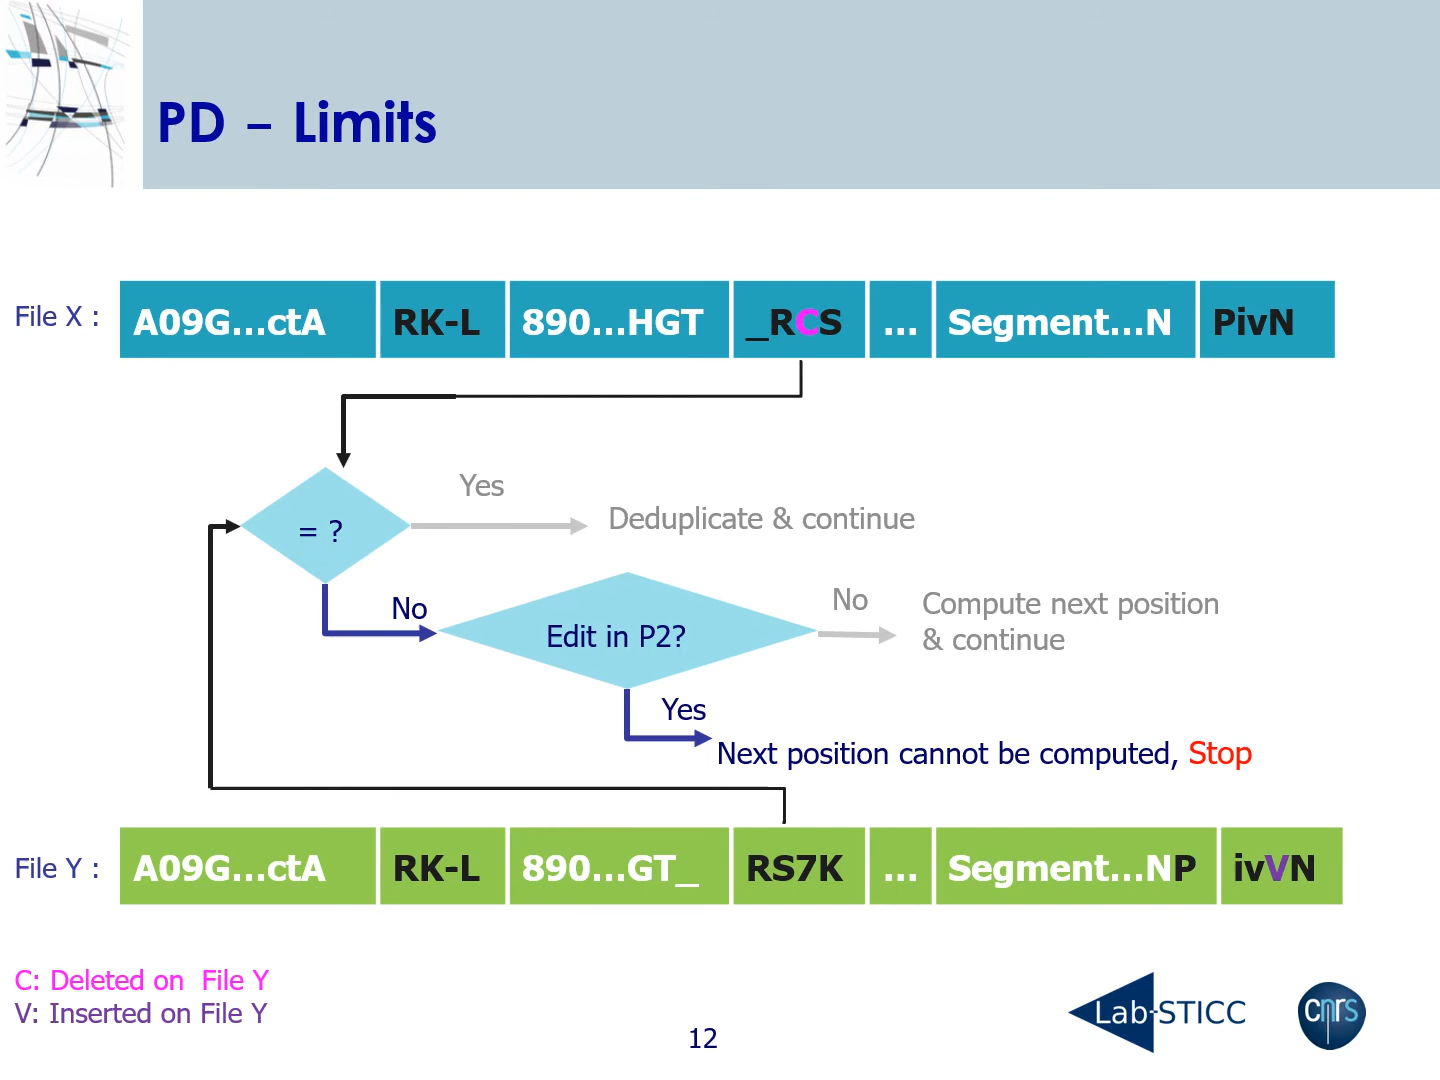 PD – Limits
File X : A09G...ctA RK-L 890...HGT _RCS ... Segment...N PivN
Yes
= ? Deduplicate & continue
No
Edit in P2?
No
Compute next position
& continue
Yes
Next position cannot be computed, Stop
File Y : A09G...ctA RK-L 890...GT_ RS7K ... Segment...NP ivVN
C: Deleted on File Y
V: Inserted on File Y
12
Lab-STICC
cnrs